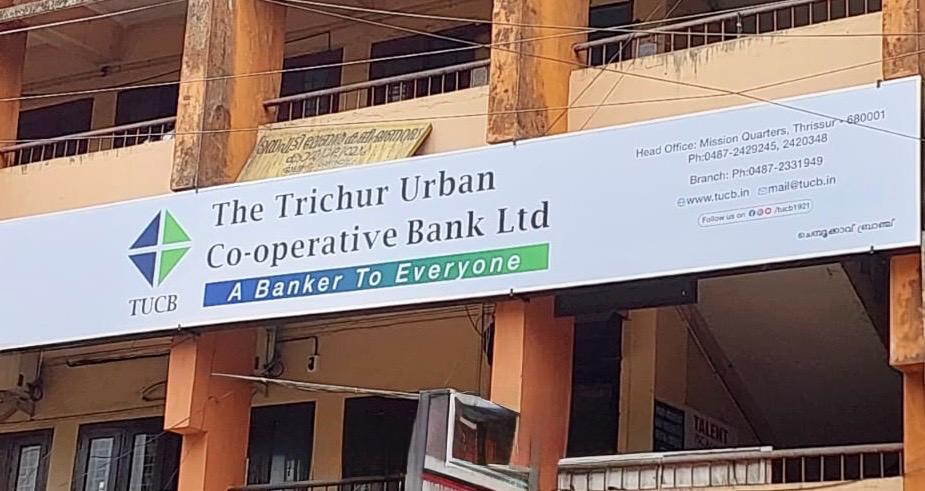 The Trichur Urban
Co-operative Bank Ltd
A Banker To Everyone
TUCB
Head Office: Mission Quarters, Thrissur - 680001
Ph:0487-2429245, 2420348
Branch: Ph:0487-2331949
www.tucb.in mail@tucb.in
Follow us on /tucb1921
ചെമ്പൂക്കാവ് ബ്രാഞ്ച്
TALENT